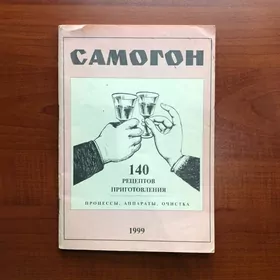 САМОГОН
140
РЕЦЕПТОВ
ПРИГОТОВЛЕНИЯ
ПРОЦЕССЫ, АППАРАТЫ, ОЧИСТКА
1999